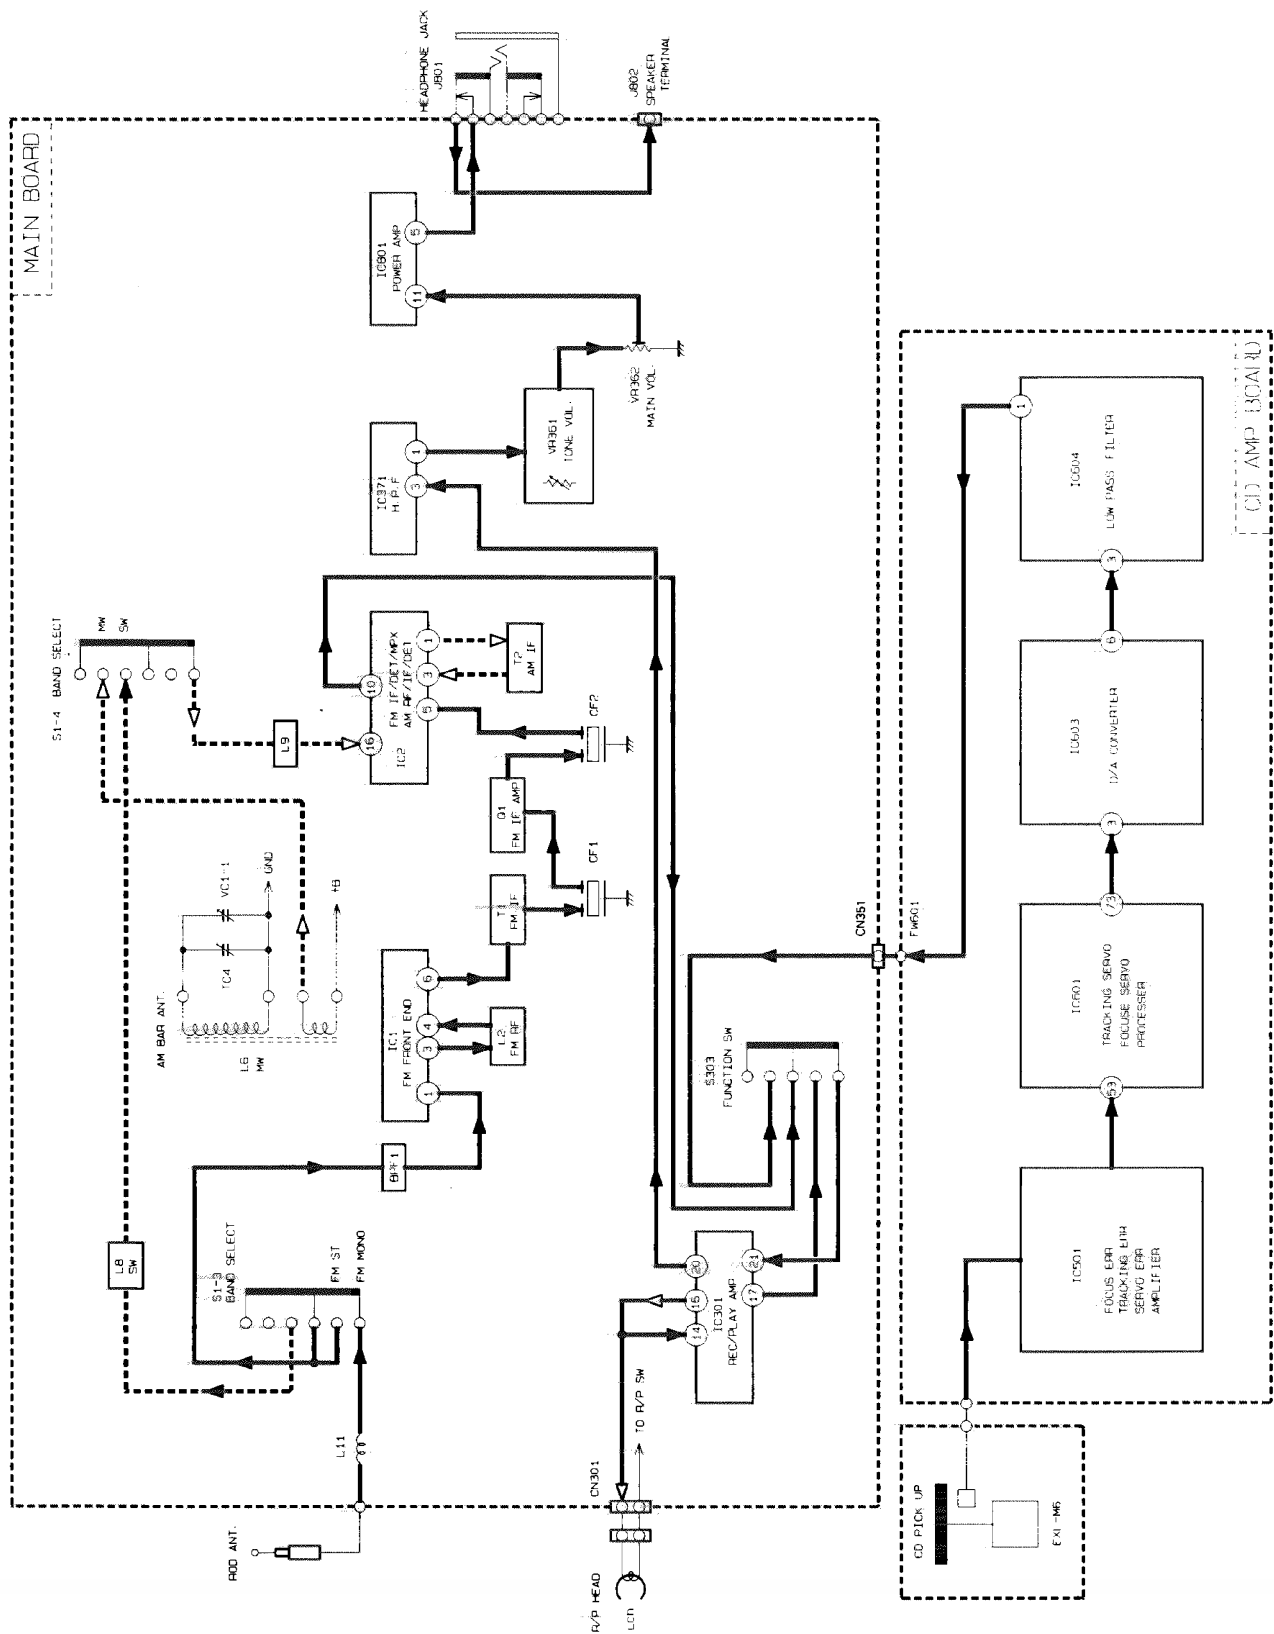 MAIN BOARD
HEADPHONE JACK
J801
J802
SPEAKER
TERMINAL
IC801
POWER AMP
5
11
VR362
MAIN VOL.
VR361
TONE VOL.
IC371
H.P.F
1
3
S1-4 BAND SELECT
MW
SW
L9
IC2
FM IF/DET/MPX
AM RF/IF/DET
10
16
1
3
5
T2
AM IF
CF2
Q1
FM IF AMP
CF1
T1
FM IF
IC1
FM FRONT END
6
4
3
1
L2
FM RF
BPF1
AM BAR ANT.
L6
MW
TC4
VC1-1
GND
+B
L8
SW
S1-3
BAND SELECT
FM ST
FM MONO
L11
ROD ANT.
R/P HEAD
CN301
TO R/P SW
IC301
REC/PLAY AMP
20
15
14
21
17
S303
FUNCTION SW
CN351
FW601
CD AMP BOARD
IC604
LOW PASS FILTER
1
3
IC603
D/A CONVERTER
6
3
IC601
TRACKING SERVO
FOCUSE SERVO
PROCESSER
73
59
IC501
FOCUS ERR
TRACKING ERR
SERVO ERR
AMPLIFIER
CD PICK UP